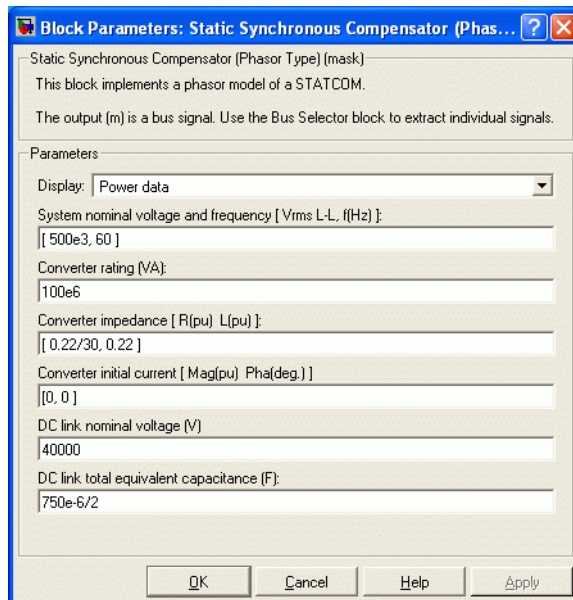 Block Parameters: Static Synchronous Compensator (Phas...
Static Synchronous Compensator (Phasor Type) (mask)
This block implements a phasor model of a STATCOM.
The output (m) is a bus signal. Use the Bus Selector block to extract individual signals.
Parameters
Display: Power data
System nominal voltage and frequency [ Vrms L-L, f(Hz) ]:
[ 500e3, 60 ]
Converter rating (VA):
100e6
Converter impedance [ R(pu) L(pu) ]:
[ 0.22/30, 0.22 ]
Converter initial current [ Mag(pu) Pha(deg.) ]
[0, 0 ]
DC link nominal voltage (V)
40000
DC link total equivalent capacitance (F):
750e-6/2
OK Cancel Help Apply